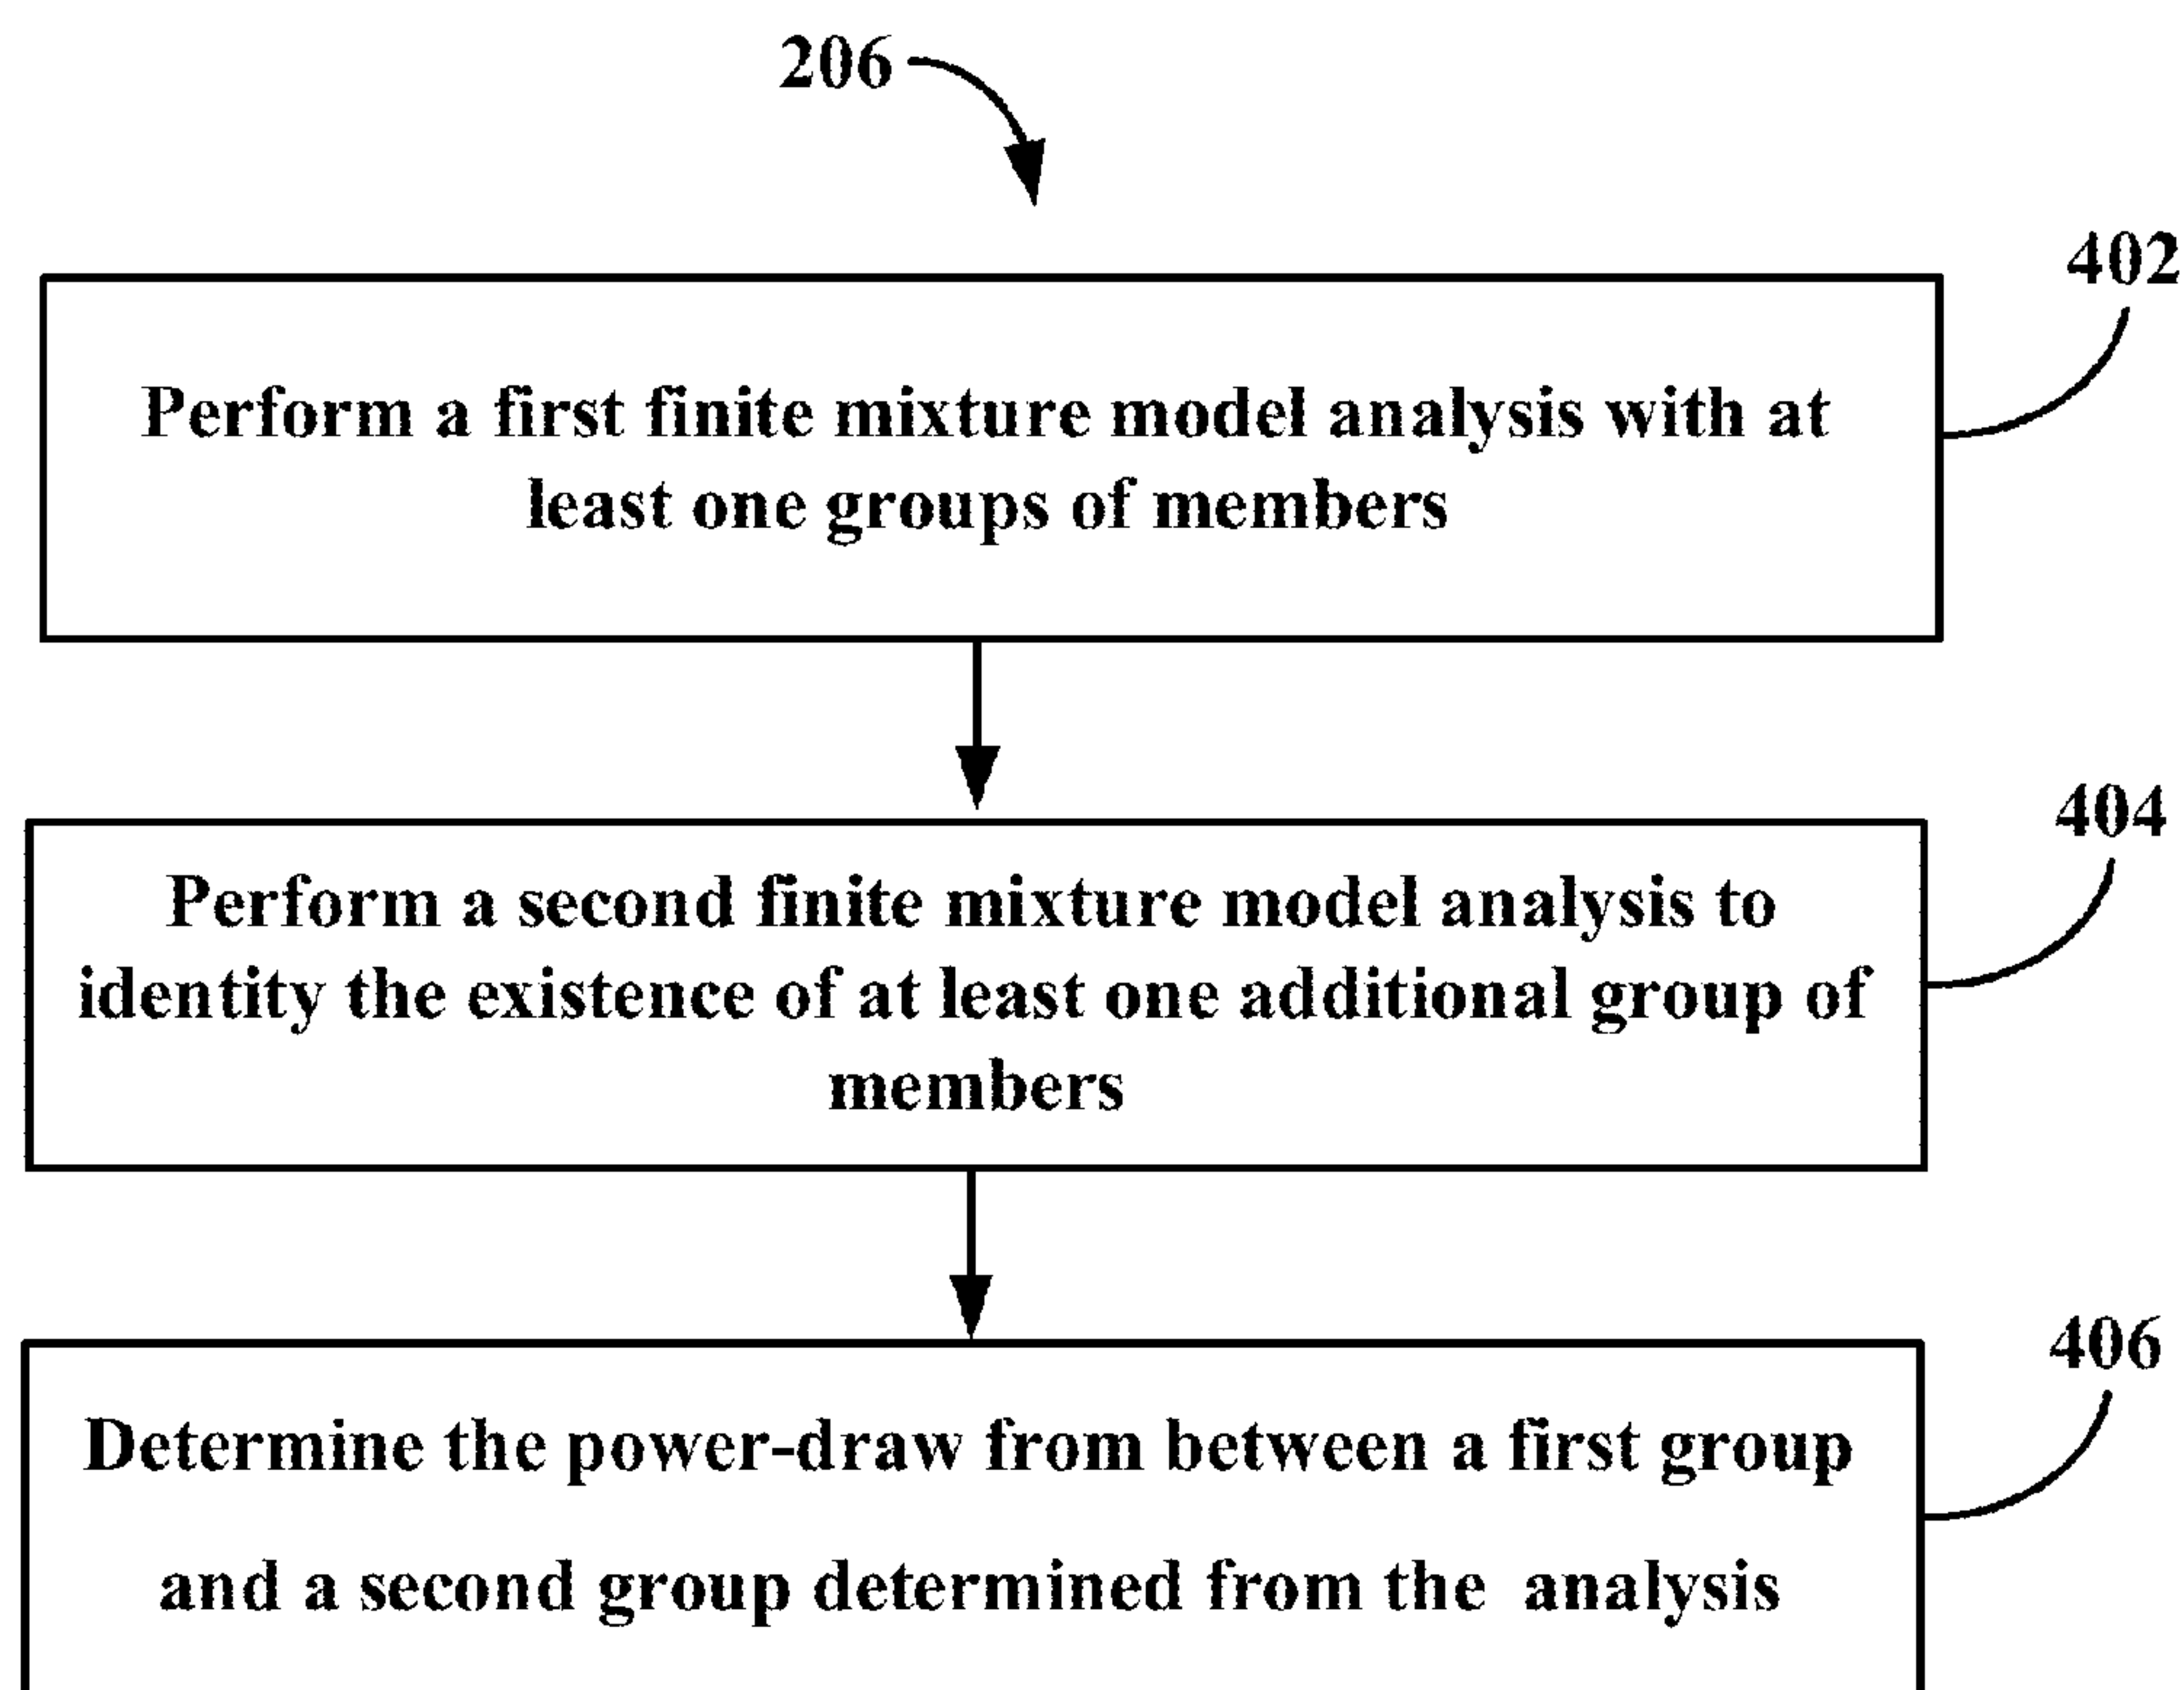 206
402
Perform a first finite mixture model analysis with at
least one groups of members
404
Perform a second finite mixture model analysis to
identity the existence of at least one additional group of
members
406
Determine the power-draw from between a first group
and a second group determined from the analysis